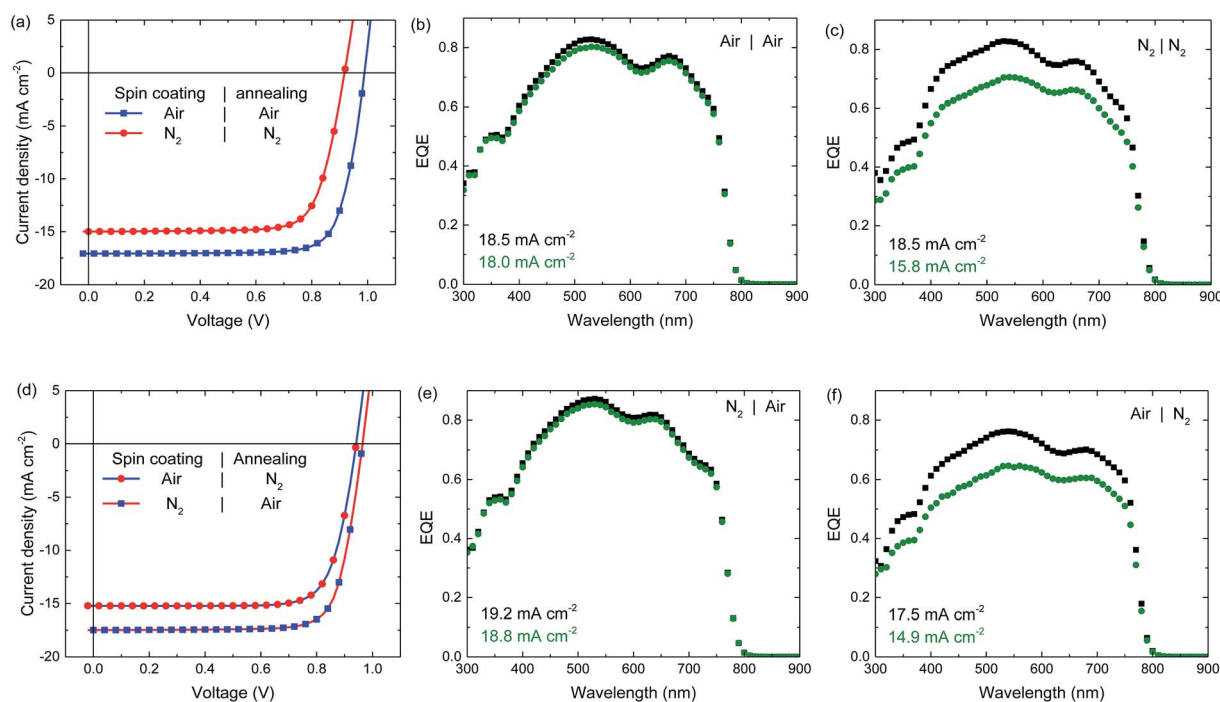 (a)
5
0
-5
-10
-15
-20
Current density (mA cm⁻²)
Spin coating | annealing
Air | Air
N₂ | N₂
0.0 0.2 0.4 0.6 0.8 1.0
Voltage (V)
(b)
Air | Air
0.8
0.6
0.4
0.2
0.0
EQE
18.5 mA cm⁻²
18.0 mA cm⁻²
300 400 500 600 700 800 900
Wavelength (nm)
(c)
N₂ | N₂
0.8
0.6
0.4
0.2
0.0
EQE
18.5 mA cm⁻²
15.8 mA cm⁻²
300 400 500 600 700 800 900
Wavelength (nm)
(d)
5
0
-5
-10
-15
-20
Current density (mA cm⁻²)
Spin coating | Annealing
Air | N₂
N₂ | Air
0.0 0.2 0.4 0.6 0.8 1.0
Voltage (V)
(e)
N₂ | Air
0.8
0.6
0.4
0.2
0.0
EQE
19.2 mA cm⁻²
18.8 mA cm⁻²
300 400 500 600 700 800 900
Wavelength (nm)
(f)
Air | N₂
0.8
0.6
0.4
0.2
0.0
EQE
17.5 mA cm⁻²
14.9 mA cm⁻²
300 400 500 600 700 800 900
Wavelength (nm)